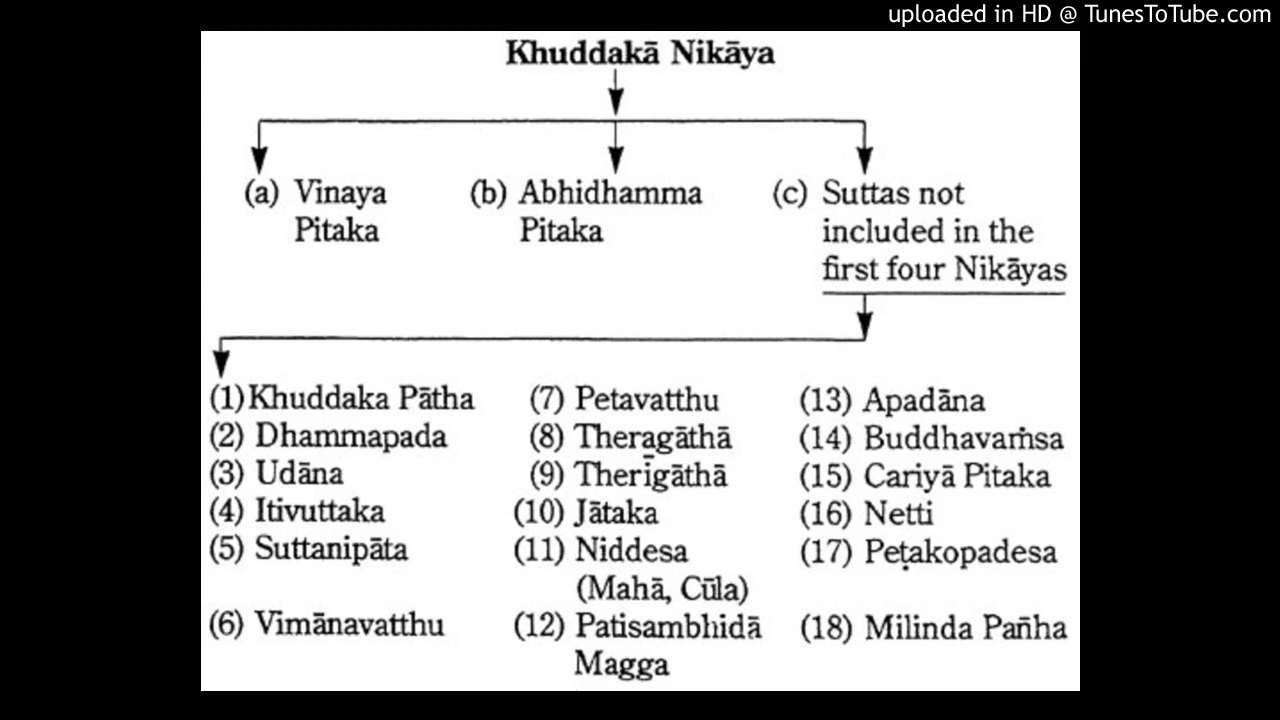 uploaded in HD @ TunesToTube.com
Khuddakā Nikāya
(a) Vinaya
Pitaka
(b) Abhidhamma
Pitaka
(c) Suttas not
included in the
first four Nikāyas
(1) Khuddaka Pātha
(2) Dhammapada
(3) Udāna
(4) Itivuttaka
(5) Suttanipāta
(6) Vimānavatthu
(7) Petavatthu
(8) Theragāthā
(9) Therīgāthā
(10) Jātaka
(11) Niddesa
(Mahā, Cūla)
(12) Patisambhidā
Magga
(13) Apadāna
(14) Buddhavaṁsa
(15) Cariyā Pitaka
(16) Netti
(17) Peṭakopadesa
(18) Milinda Pañha